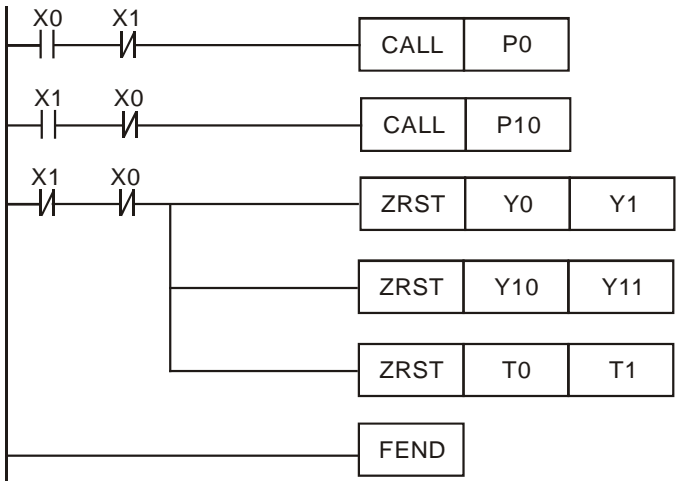 X0 X1
CALL P0
X1 X0
CALL P10
X1 X0
ZRST Y0 Y1
ZRST Y10 Y11
ZRST T0 T1
FEND